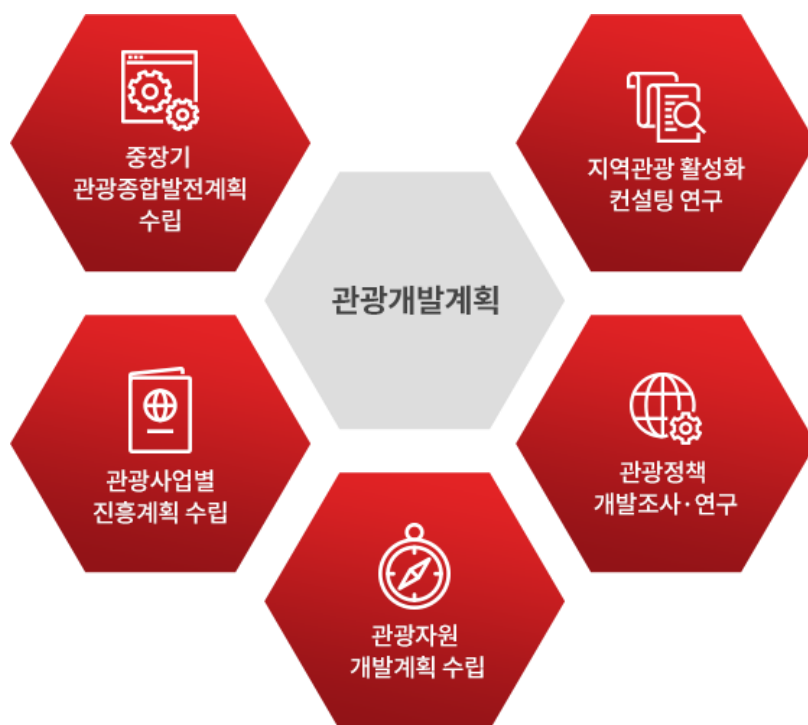 중장기
관광종합발전계획
수립
지역관광 활성화
컨설팅 연구
관광개발계획
관광사업별
진흥계획 수립
관광정책
개발조사·연구
관광자원
개발계획 수립